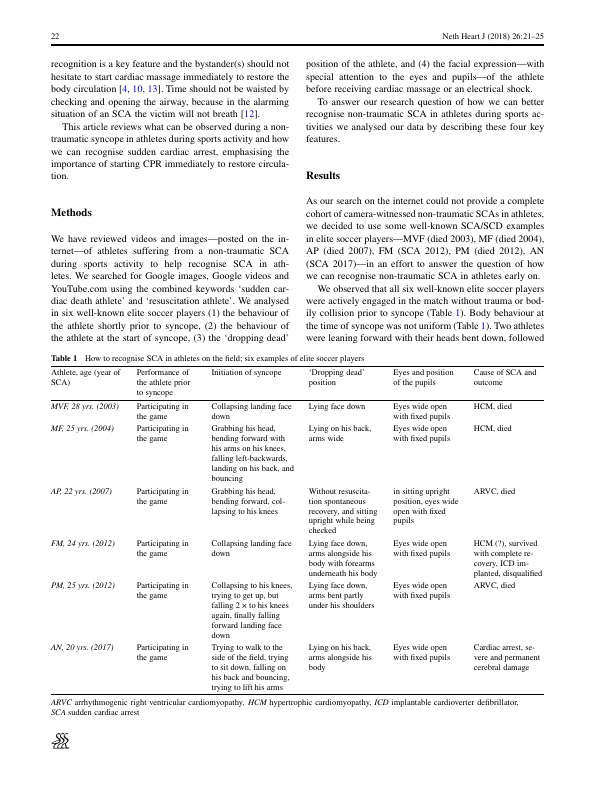 22
Neth Heart J (2018) 26:21–25
recognition is a key feature and the bystander(s) should not
hesitate to start cardiac massage immediately to restore the
body circulation [4, 10, 13]. Time should not be waisted by
checking and opening the airway, because in the alarming
situation of an SCA the victim will not breath [12].
This article reviews what can be observed during a non-
traumatic syncope in athletes during sports activity and how
we can recognise sudden cardiac arrest, emphasising the
importance of starting CPR immediately to restore circula-
tion.
Methods
We have reviewed videos and images—posted on the in-
ternet—of athletes suffering from a non-traumatic SCA
during sports activity to help recognise SCA in ath-
letes. We searched for Google images, Google videos and
YouTube.com using the combined keywords ‘sudden car-
diac death athlete’ and ‘resuscitation athlete’. We analysed
in six well-known elite soccer players (1) the behaviour of
the athlete shortly prior to syncope, (2) the behaviour of
the athlete at the start of syncope, (3) the ‘dropping dead’
position of the athlete, and (4) the facial expression—with
special attention to the eyes and pupils—of the athlete
before receiving cardiac massage or an electrical shock.
To answer our research question of how we can better
recognise non-traumatic SCA in athletes during sports ac-
tivities we analysed our data by describing these four key
features.
Results
As our search on the internet could not provide a complete
cohort of camera-witnessed non-traumatic SCAs in athletes,
we decided to use some well-known SCA/SCD examples
in elite soccer players—MVF (died 2003), MF (died 2004),
AP (died 2007), FM (SCA 2012), PM (died 2012), AN
(SCA 2017)—in an effort to answer the question of how
we can recognise non-traumatic SCA in athletes early on.
We observed that all six well-known elite soccer players
were actively engaged in the match without trauma or bod-
ily collision prior to syncope (Table 1). Body behaviour at
the time of syncope was not uniform (Table 1). Two athletes
were leaning forward with their heads bent down, followed
Table 1 How to recognise SCA in athletes on the field; six examples of elite soccer players
Athlete, age (year of
SCA)
Performance of
the athlete prior
to syncope
Initiation of syncope
‘Dropping dead’
position
Eyes and position
of the pupils
Cause of SCA and
outcome
MVF, 28 yrs. (2003)
Participating in
the game
Collapsing landing face
down
Lying face down
Eyes wide open
with fixed pupils
HCM, died
MF, 25 yrs. (2004)
Participating in
the game
Grabbing his head,
bending forward with
his arms on his knees,
falling left-backwards,
landing on his back, and
bouncing
Lying on his back,
arms wide
Eyes wide open
with fixed pupils
HCM, died
AP, 22 yrs. (2007)
Participating in
the game
Grabbing his head,
bending forward, col-
lapsing to his knees
Without resuscita-
tion spontaneous
recovery, and sitting
upright while being
checked
in sitting upright
position, eyes wide
open with fixed
pupils
ARVC, died
FM, 24 yrs. (2012)
Participating in
the game
Collapsing landing face
down
Lying face down,
arms alongside his
body with forearms
underneath his body
Eyes wide open
with fixed pupils
HCM (?), survived
with complete re-
covery, ICD im-
planted, disqualified
PM, 25 yrs. (2012)
Participating in
the game
Collapsing to his knees,
trying to get up, but
falling 2 × to his knees
again, finally falling
forward landing face
down
Lying face down,
arms bent partly
under his shoulders
Eyes wide open
with fixed pupils
ARVC, died
AN, 20 yrs. (2017)
Participating in
the game
Trying to walk to the
side of the field, trying
to sit down, falling on
his back and bouncing,
trying to lift his arms
Lying on his back,
arms alongside his
body
Eyes wide open
with fixed pupils
Cardiac arrest, se-
vere and permanent
cerebral damage
ARVC arrhythmogenic right ventricular cardiomyopathy, HCM hypertrophic cardiomyopathy, ICD implantable cardioverter defibrillator,
SCA sudden cardiac arrest